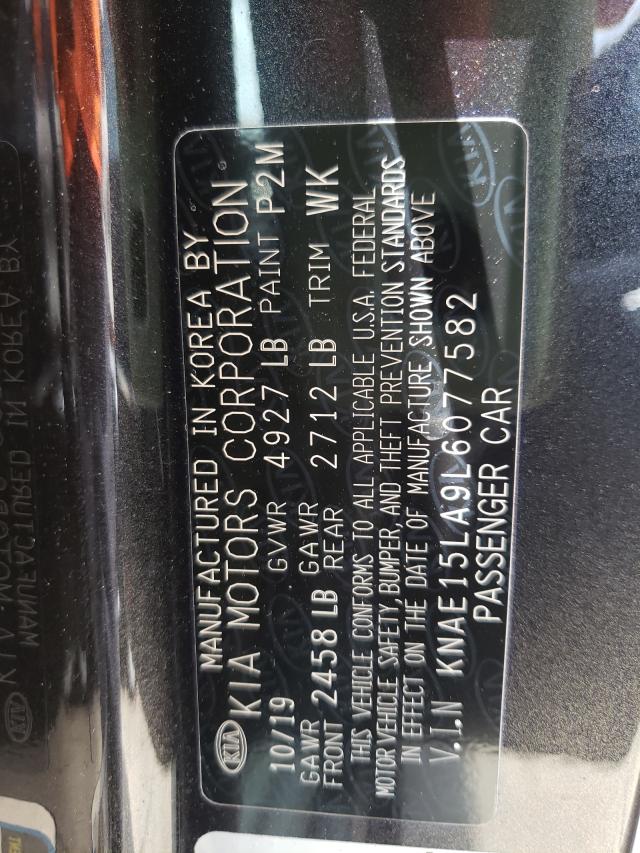 MANUFACTURED IN KOREA BY
KIA KIA MOTORS CORPORATION
10/19 GVWR 4927 LB PAINT P2M
GAWR FRONT 2458 LB GAWR REAR 2712 LB TRIM WK
THIS VEHICLE CONFORMS TO ALL APPLICABLE U.S.A. FEDERAL
MOTOR VEHICLE SAFETY, BUMPER, AND THEFT PREVENTION STANDARDS
IN EFFECT ON THE DATE OF MANUFACTURE SHOWN ABOVE
V.I.N KNAE15LA9L6077582
PASSENGER CAR